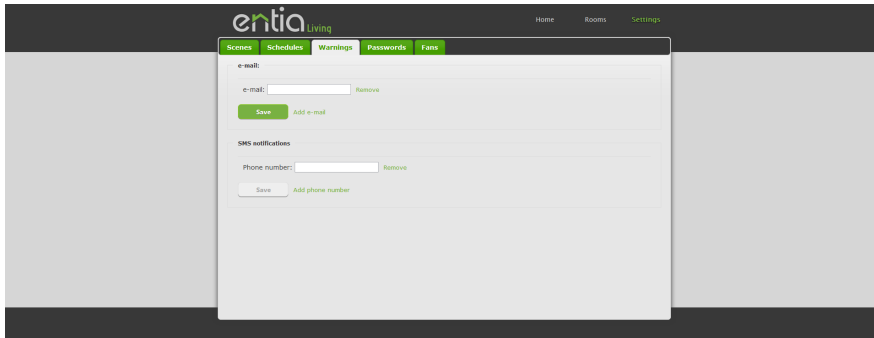 entia Living
Home Rooms Settings
Scenes Schedules Warnings Passwords Fans
e-mail:
e-mail: Remove
Save Add e-mail
SMS notifications
Phone number: Remove
Save Add phone number